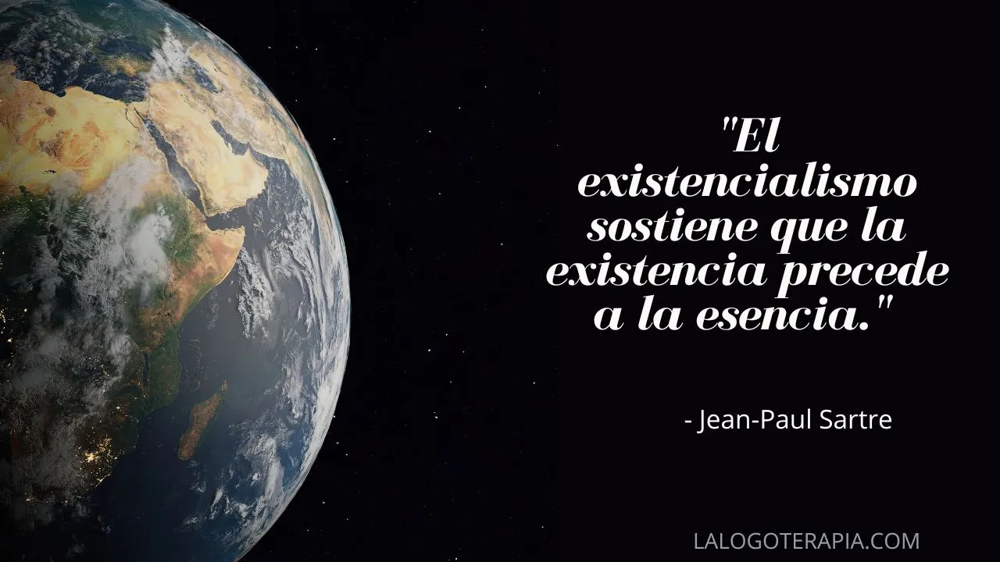 "El
existencialismo
sostiene que la
existencia precede
a la esencia."
- Jean-Paul Sartre
LALOGOTERAPIA.COM